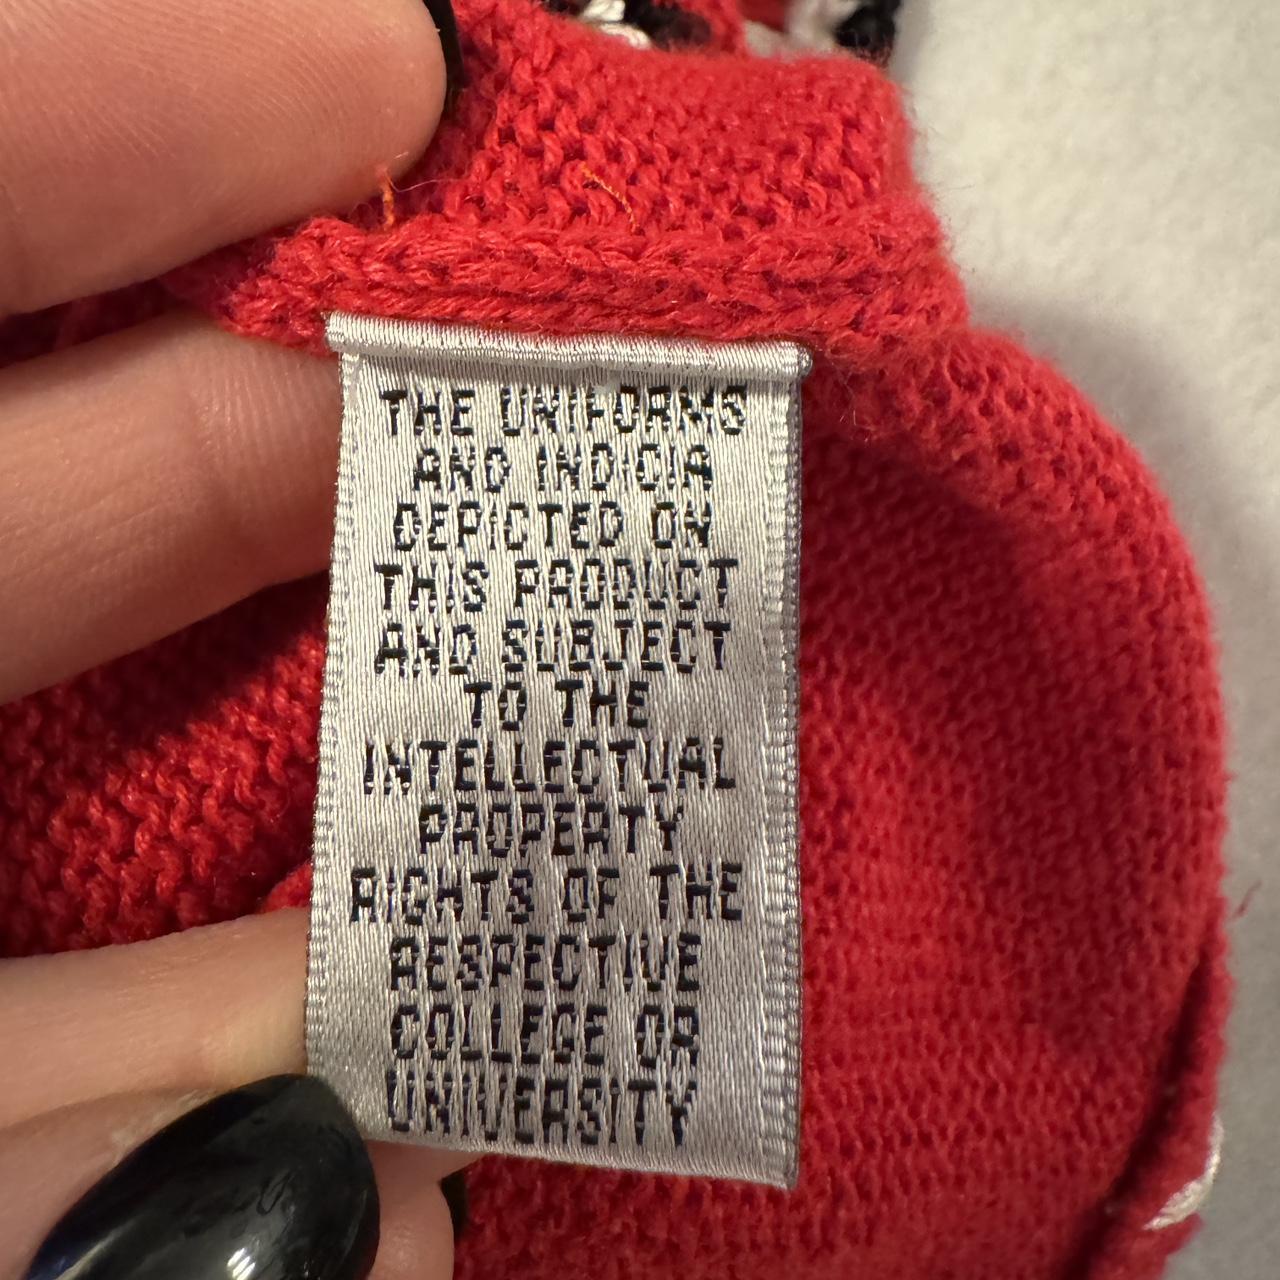 THE UNIFORMS
AND INDICIA
DEPICTED ON
THIS PRODUCT
AND SUBJECT
TO THE
INTELLECTUAL
PROPERTY
RIGHTS OF THE
RESPECTIVE
COLLEGE OR
UNIVERSITY